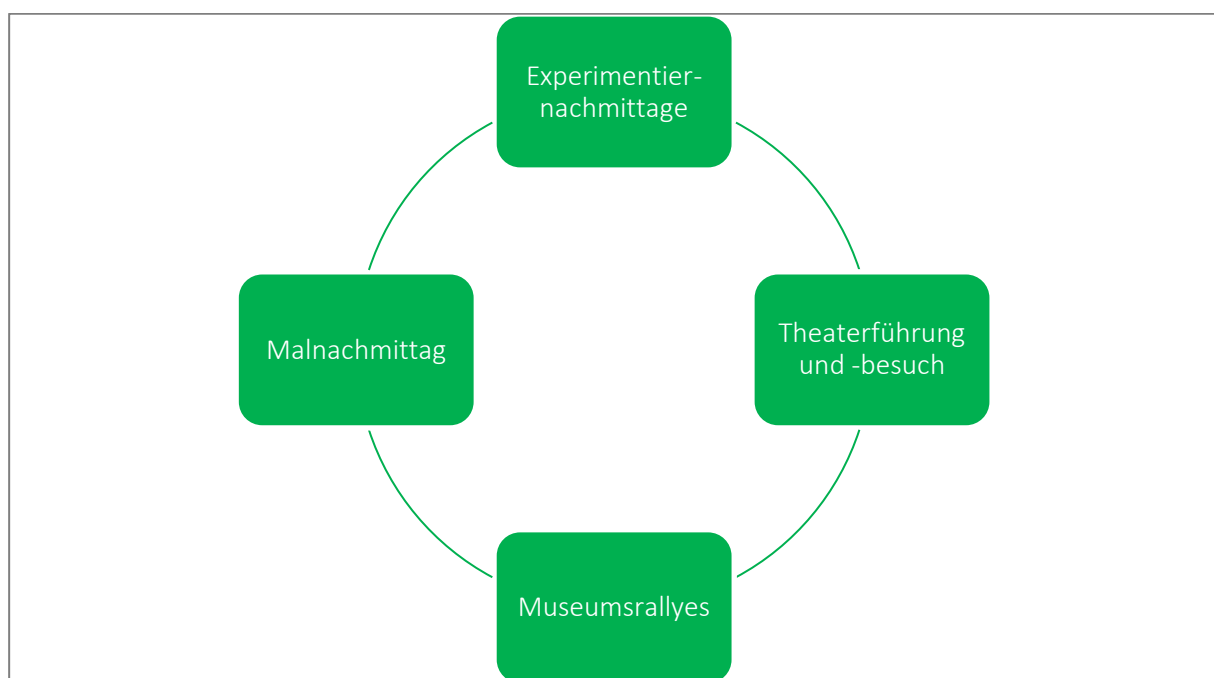 Experimentier-
nachmittage
Theaterführung
und -besuch
Museumsrallyes
Malnachmittag